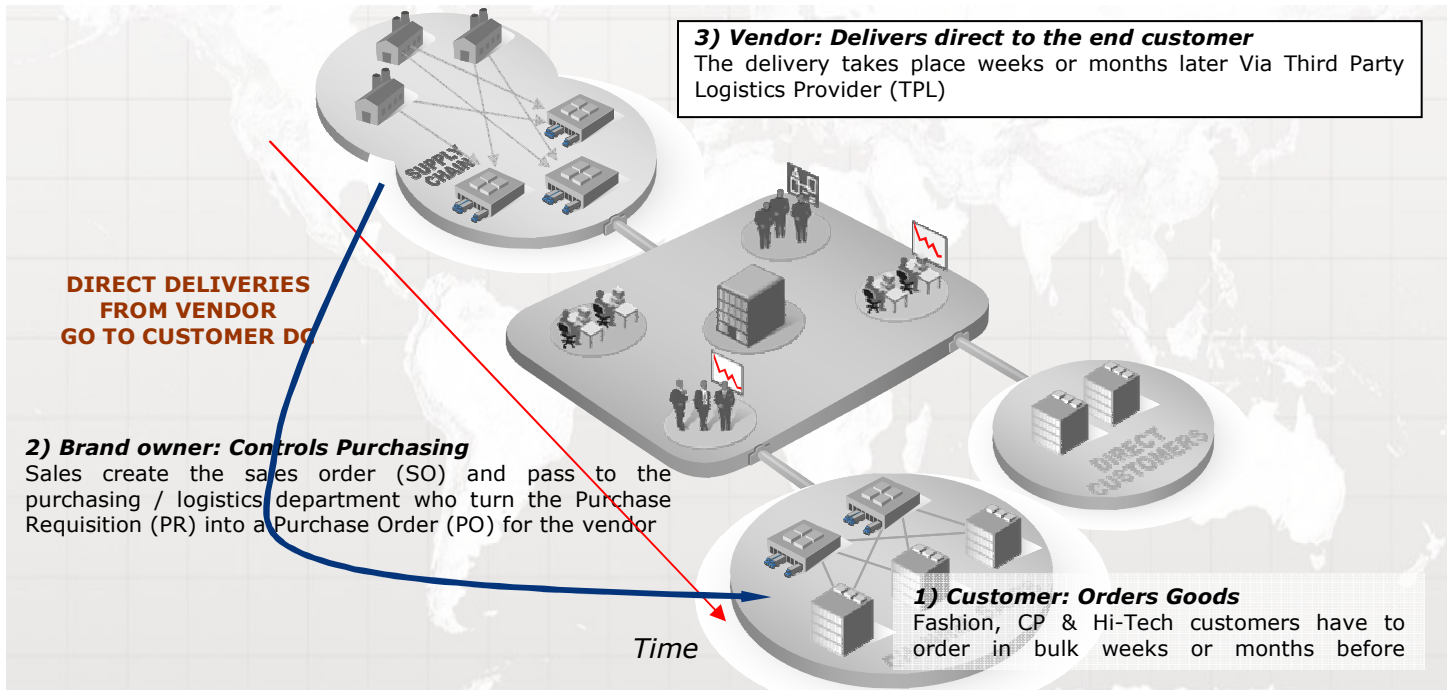 3) Vendor: Delivers direct to the end customer
The delivery takes place weeks or months later Via Third Party
Logistics Provider (TPL)
SUPPLY
CHAIN
DIRECT DELIVERIES
FROM VENDOR
GO TO CUSTOMER DC
2) Brand owner: Controls Purchasing
Sales create the sales order (SO) and pass to the
purchasing / logistics department who turn the Purchase
Requisition (PR) into a Purchase Order (PO) for the vendor
DIRECT
CUSTOMERS
1) Customer: Orders Goods
Fashion, CP & Hi-Tech customers have to
order in bulk weeks or months before
Time